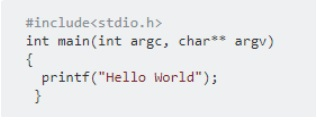 #include<stdio.h>
int main(int argc, char** argv)
{
printf("Hello World");
}